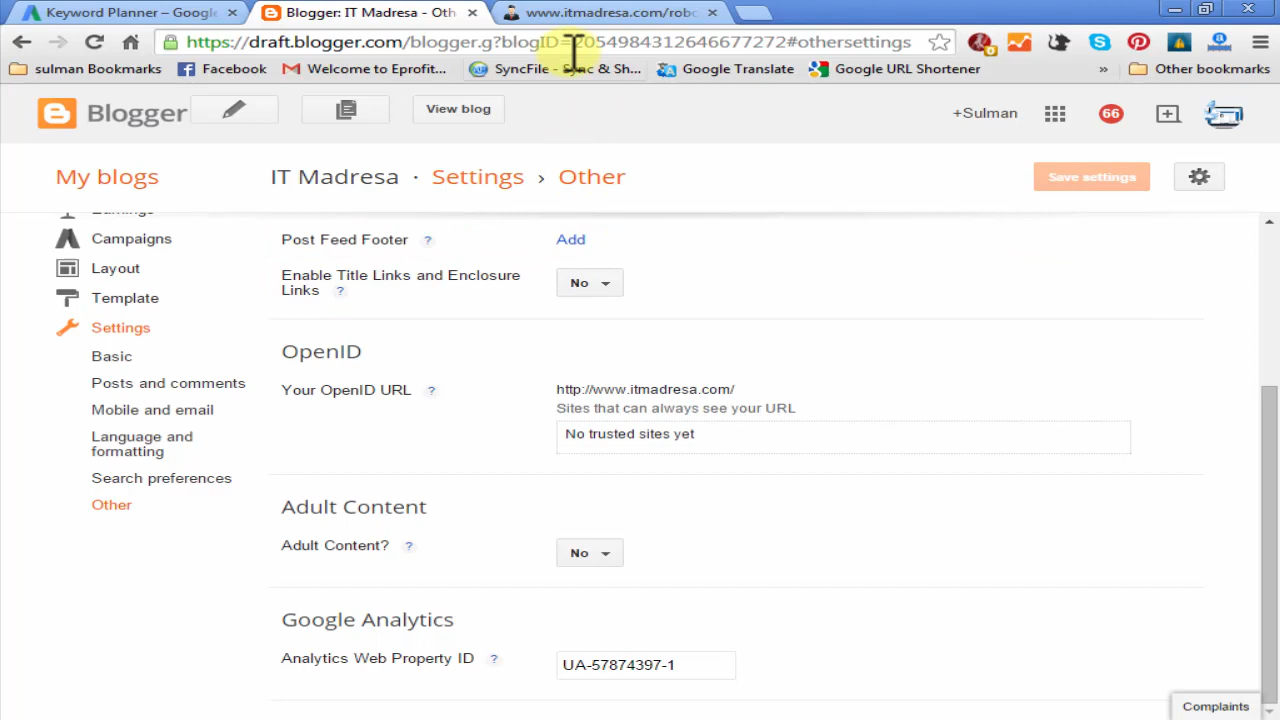 Keyword Planner – Google
Blogger: IT Madresa - Oth
www.itmadresa.com/robo
https://draft.blogger.com/blogger.g?blogID=2054984312646677272#othersettings
sulman Bookmarks
Facebook
Welcome to Eprofit...
SyncFile - Sync & Sh...
Google Translate
Google URL Shortener
»
Other bookmarks
Blogger
View blog
+Sulman
66
My blogs
IT Madresa · Settings › Other
Save settings
Earnings
Campaigns
Layout
Template
Settings
Basic
Posts and comments
Mobile and email
Language and
formatting
Search preferences
Other
Post Feed Footer ?
Add
Enable Title Links and Enclosure
Links ?
No
OpenID
Your OpenID URL ?
http://www.itmadresa.com/
Sites that can always see your URL
No trusted sites yet
Adult Content
Adult Content? ?
No
Google Analytics
Analytics Web Property ID ?
UA-57874397-1
Complaints